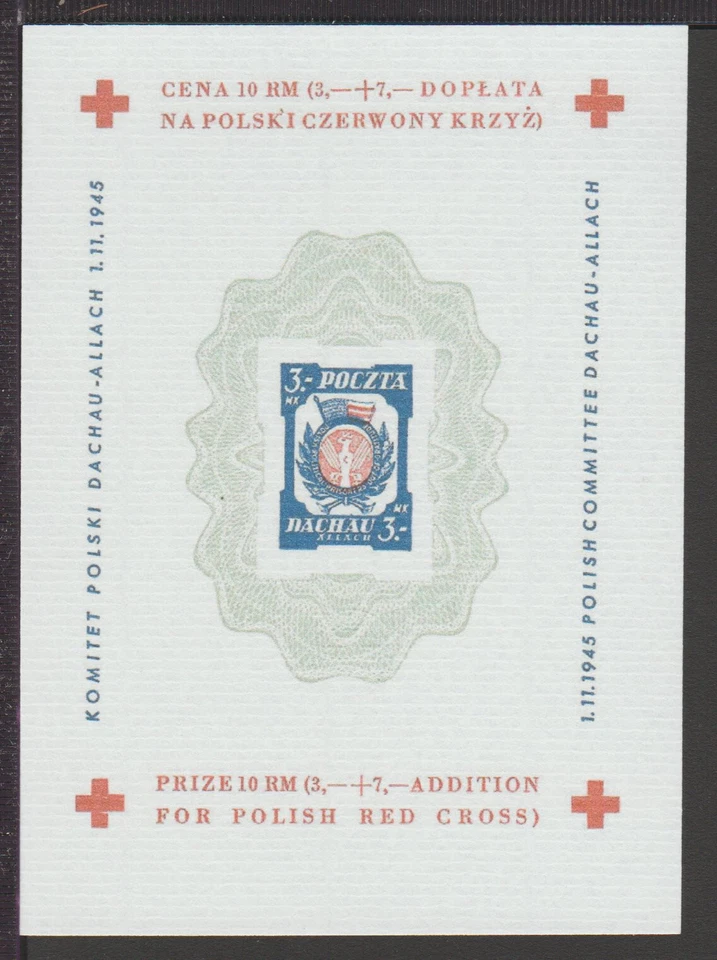 CENA 10 RM (3,—+7,— DOPŁATA
NA POLSKI CZERWONY KRZYŻ)
KOMITET POLSKI DACHAU-ALLACH 1.11.1945
3.- POCZTA
MK
MK
DACHAU 3.-
ALLACH
1.11.1945 POLISH COMMITTEE DACHAU-ALLACH
PRIZE 10 RM (3,—+7,—ADDITION
FOR POLISH RED CROSS)